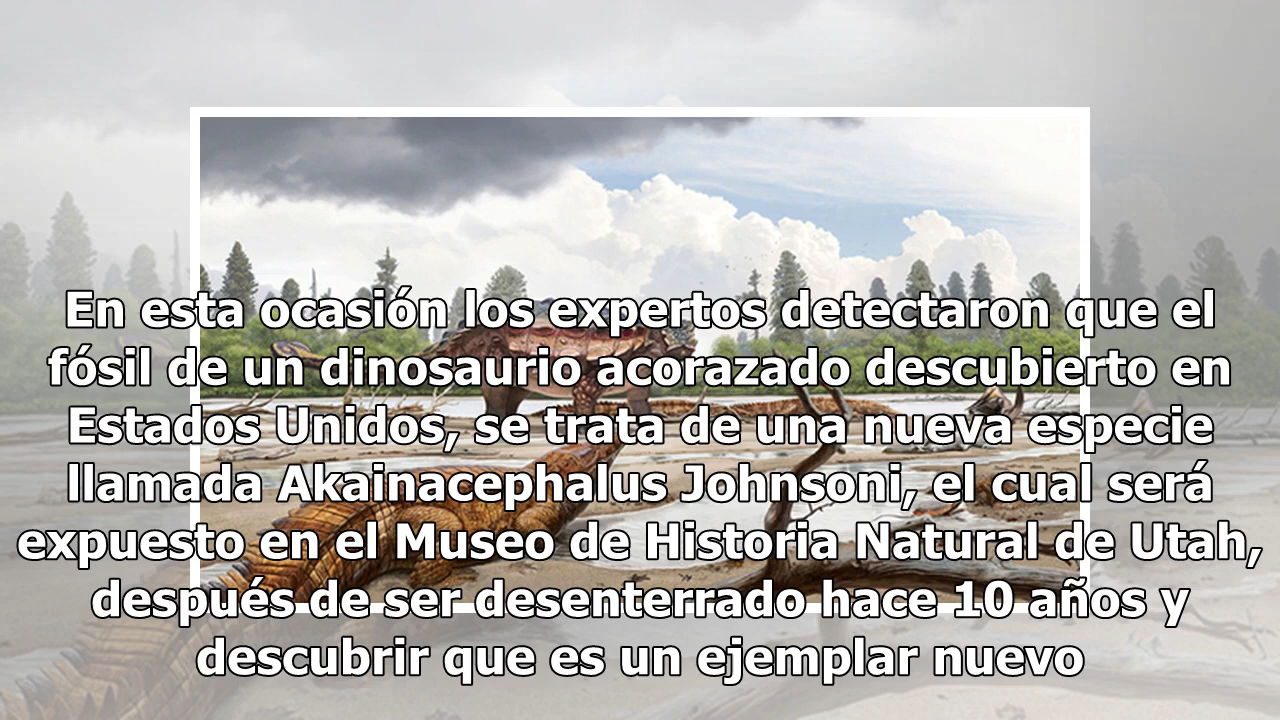 En esta ocasión los expertos detectaron que el
fósil de un dinosaurio acorazado descubierto en
Estados Unidos, se trata de una nueva especie
llamada Akainacephalus Johnsoni, el cual será
expuesto en el Museo de Historia Natural de Utah,
después de ser desenterrado hace 10 años y
descubrir que es un ejemplar nuevo